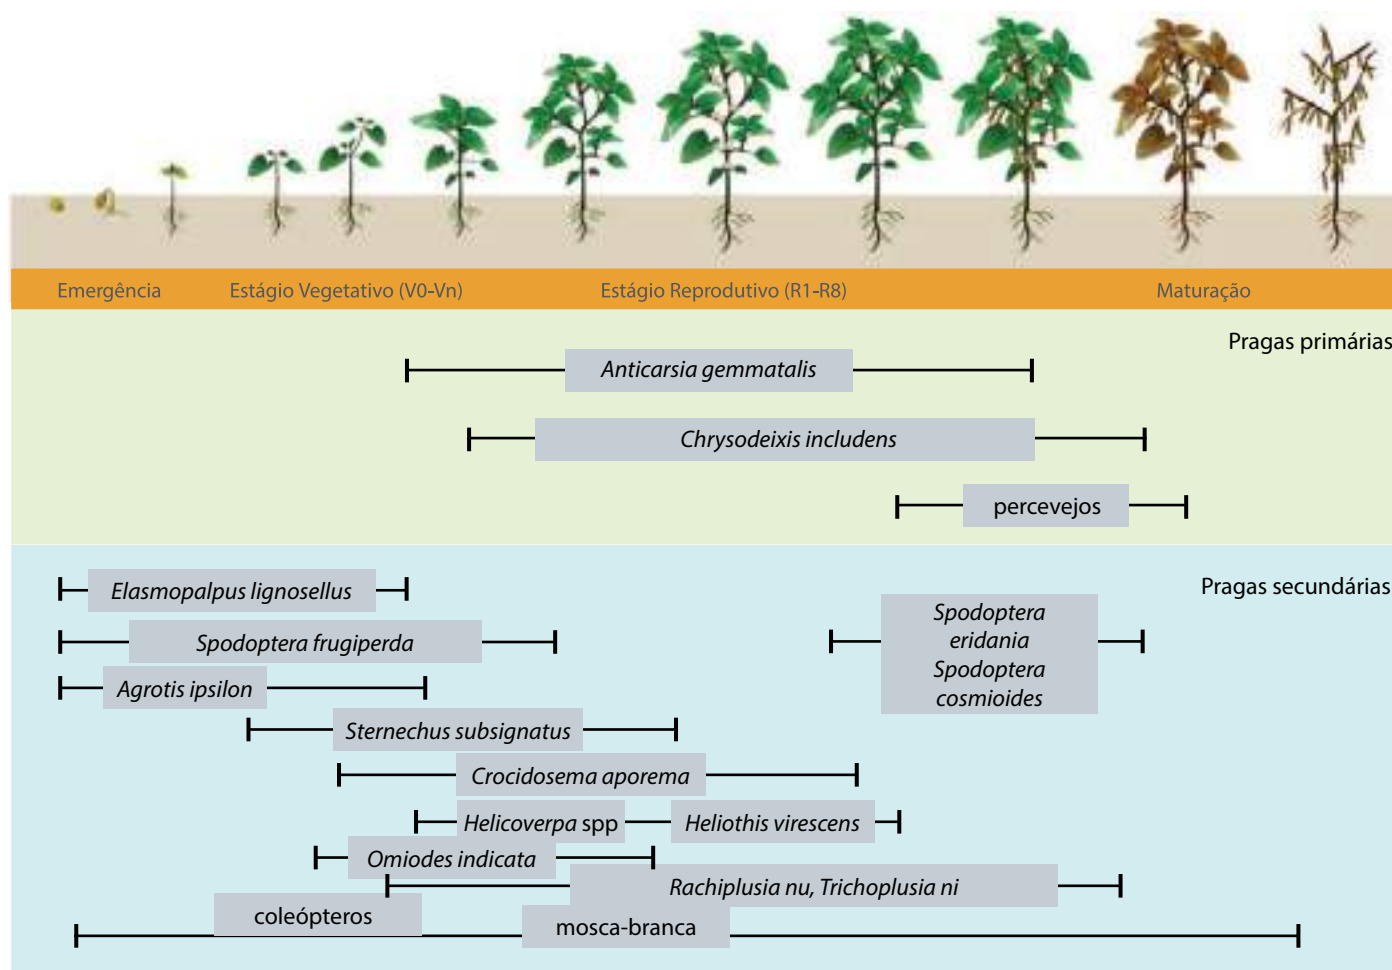 Emergência
Estágio Vegetativo (V0-Vn)
Estágio Reprodutivo (R1-R8)
Maturação
Pragas primárias
Anticarsia gemmatalis
Chrysodeixis includens
percevejos
Pragas secundárias
Elasmopalpus lignosellus
Spodoptera frugiperda
Spodoptera
eridania
Spodoptera
cosmioides
Agrotis ipsilon
Sternechus subsignatus
Crocidosema aporema
Helicoverpa spp
Heliothis virescens
Omiodes indicata
Rachiplusia nu, Trichoplusia ni
coleópteros
mosca-branca